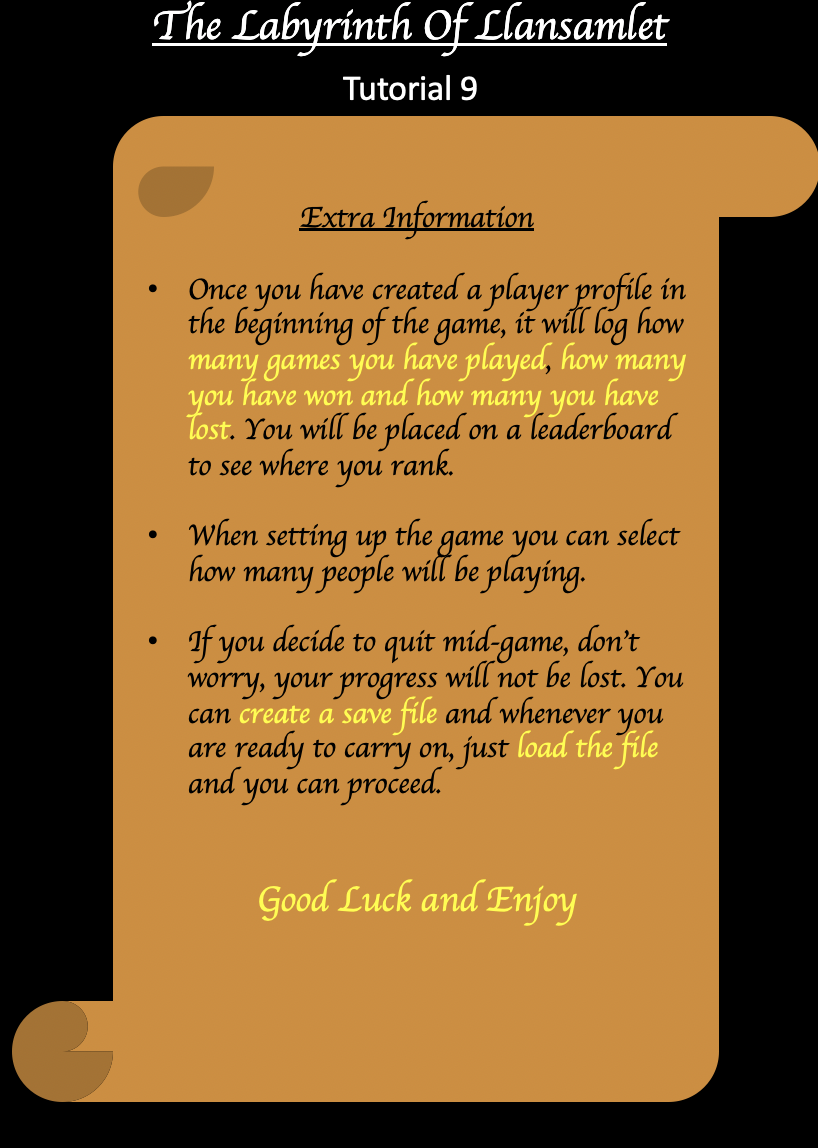 The Labyrinth Of Llansamlet
Tutorial 9
Extra Information
• Once you have created a player profile in
the beginning of the game, it will log how
many games you have played, how many
you have won and how many you have
lost. You will be placed on a leaderboard
to see where you rank.
• When setting up the game you can select
how many people will be playing.
• If you decide to quit mid-game, don't
worry, your progress will not be lost. You
can create a save file and whenever you
are ready to carry on, just load the file
and you can proceed.
Good Luck and Enjoy